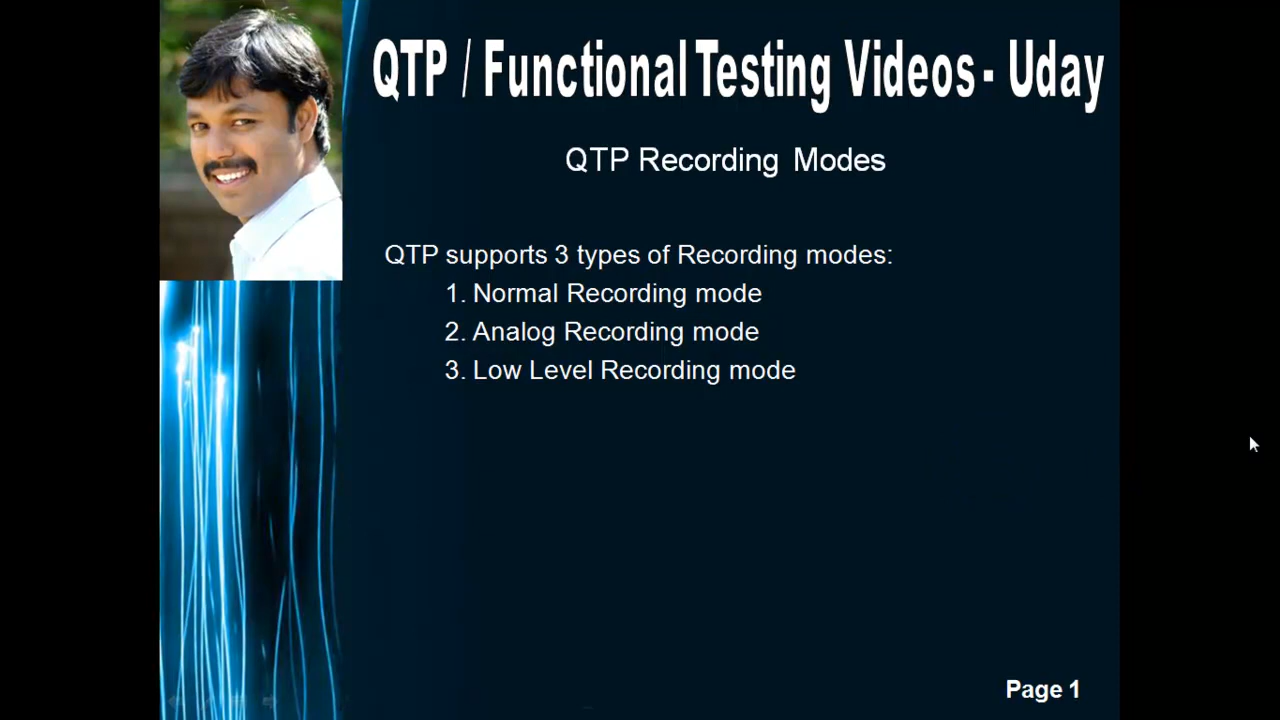 QTP / Functional Testing Videos - Uday
QTP Recording Modes
QTP supports 3 types of Recording modes:
1. Normal Recording mode
2. Analog Recording mode
3. Low Level Recording mode
Page 1